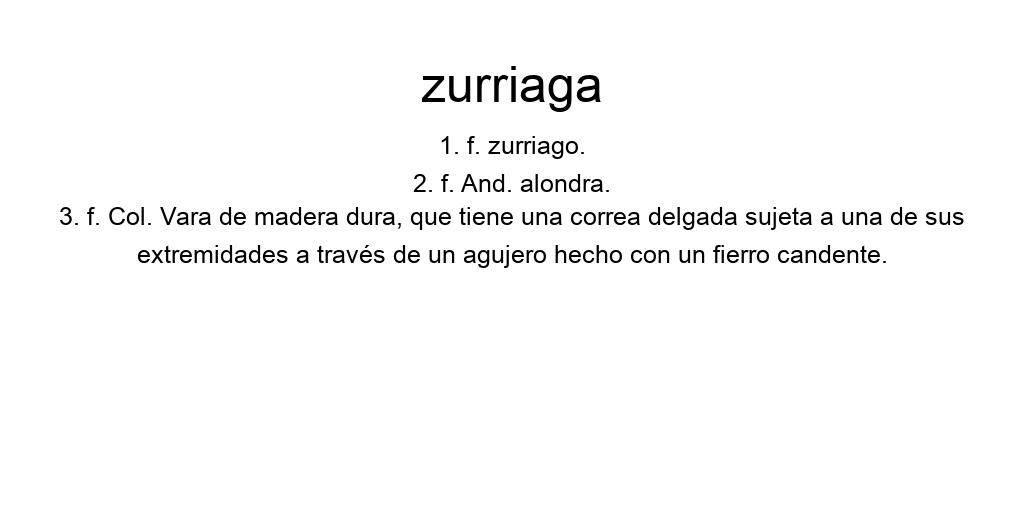 zurriaga
1. f. zurriago.
2. f. And. alondra.
3. f. Col. Vara de madera dura, que tiene una correa delgada sujeta a una de sus
extremidades a través de un agujero hecho con un fierro candente.